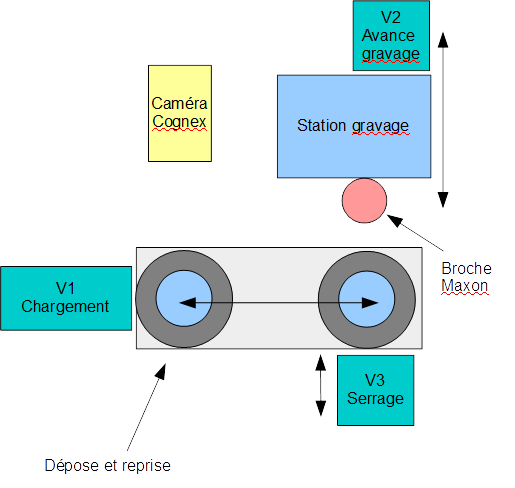 V2
Avance
gravage
Caméra
Cognex
Station gravage
Broche
Maxon
V1
Chargement
V3
Serrage
Dépose et reprise